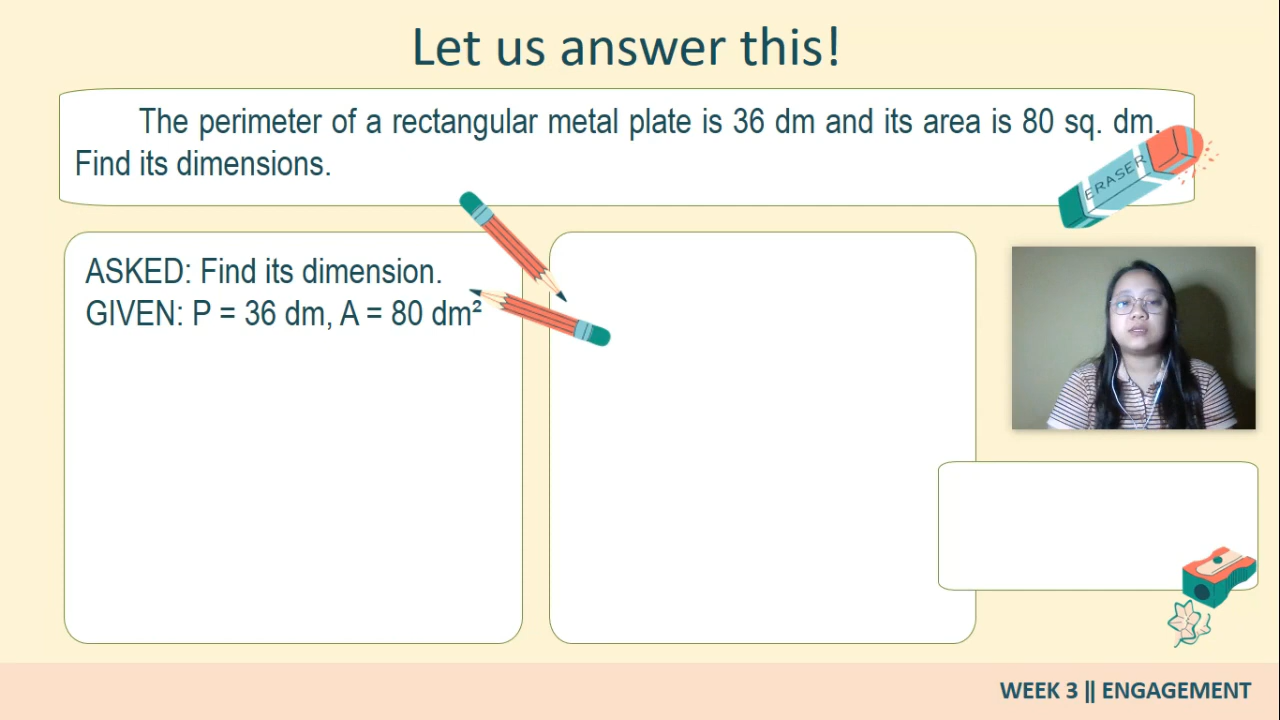 Let us answer this!
The perimeter of a rectangular metal plate is 36 dm and its area is 80 sq. dm.
Find its dimensions.
ERASER
ASKED: Find its dimension.
GIVEN: P = 36 dm, A = 80 dm²
WEEK 3 || ENGAGEMENT